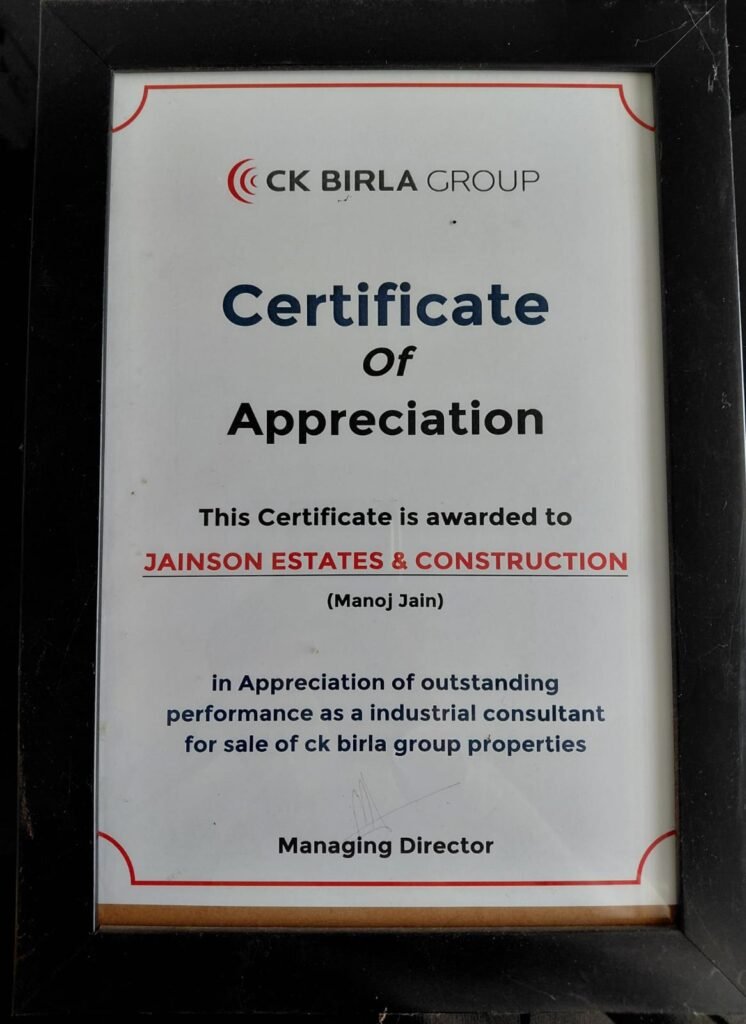 CK BIRLA GROUP
Certificate
Of
Appreciation
This Certificate is awarded to
JAINSON ESTATES & CONSTRUCTION
(Manoj Jain)
in Appreciation of outstanding
performance as a industrial consultant
for sale of ck birla group properties
Managing Director